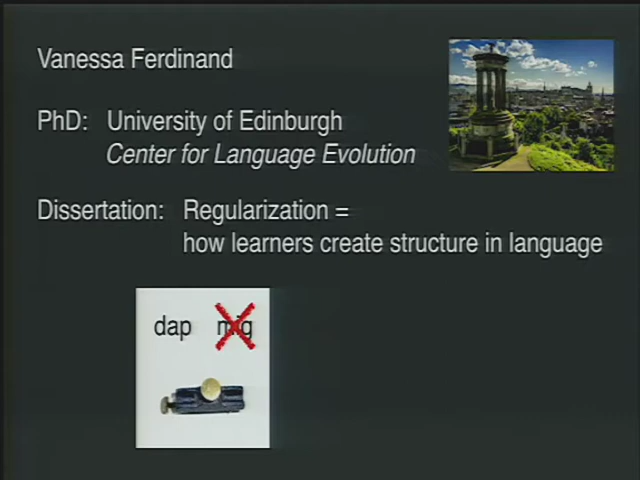 Vanessa Ferdinand
PhD: University of Edinburgh
Center for Language Evolution
Dissertation: Regularization =
how learners create structure in language
dap mig